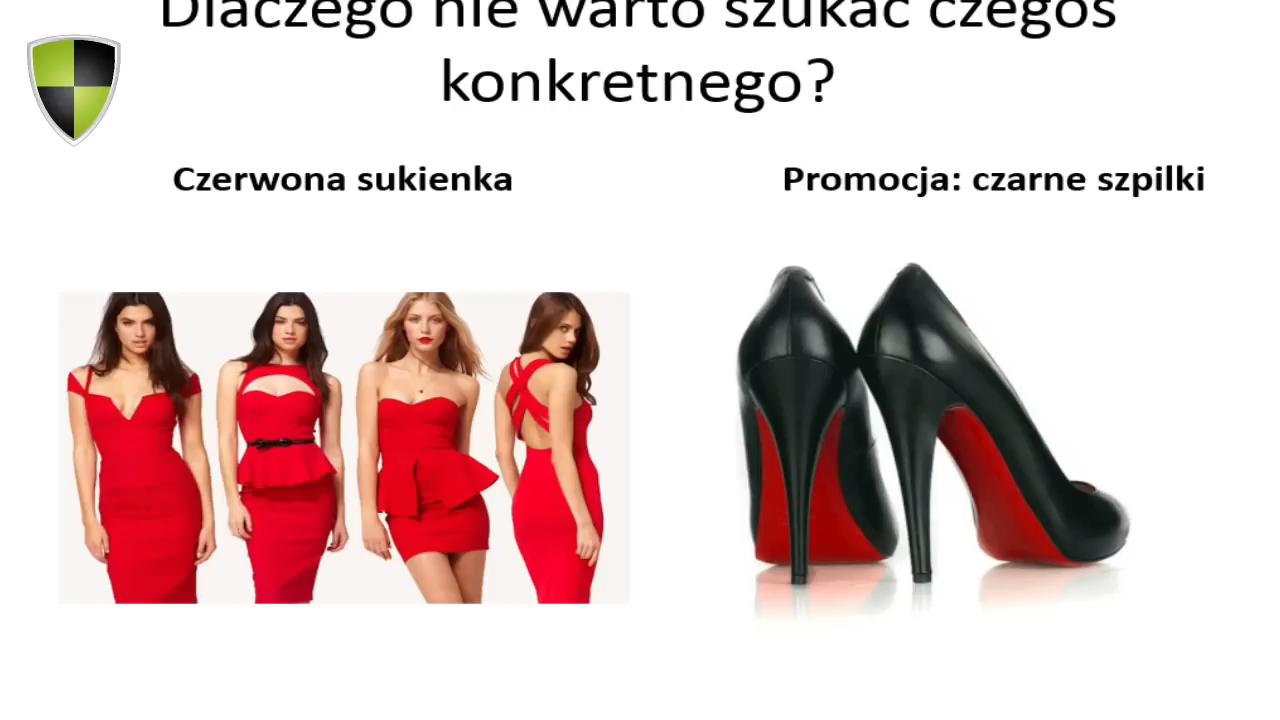 Dlaczego nie warto szukać czegoś
konkretnego?
Czerwona sukienka
Promocja: czarne szpilki